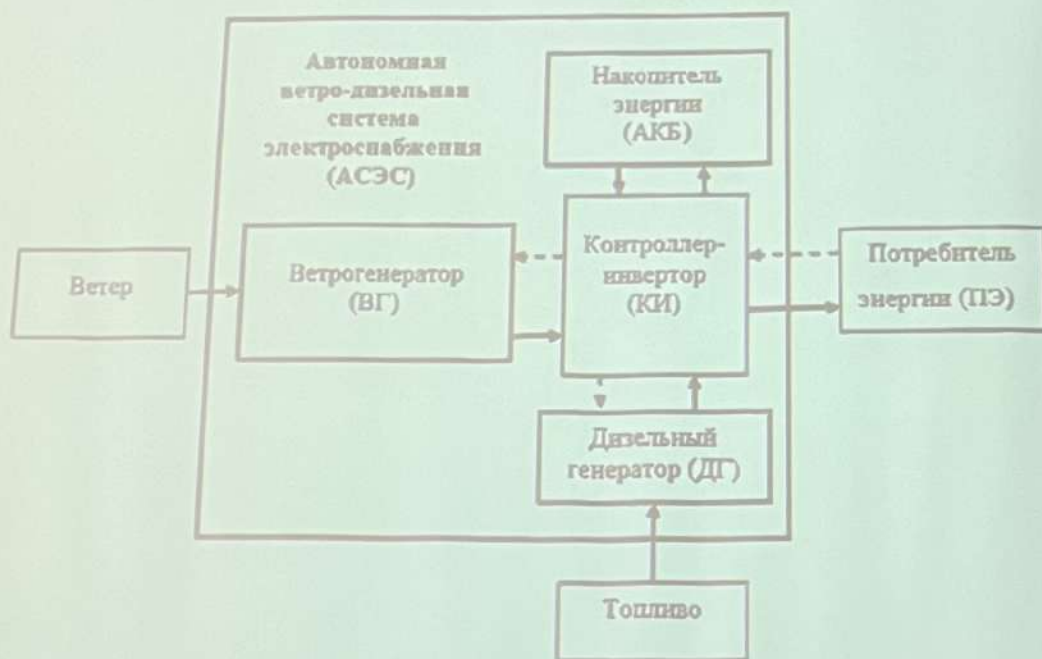 Автономная
ветро-дизельная
система
электроснабжения
(АСЭС)
Накопитель
энергии
(АКБ)
Ветер
Ветрогенератор
(ВГ)
Контроллер-
инвертор
(КИ)
Потребитель
энергии (ПЭ)
Дизельный
генератор (ДГ)
Топливо